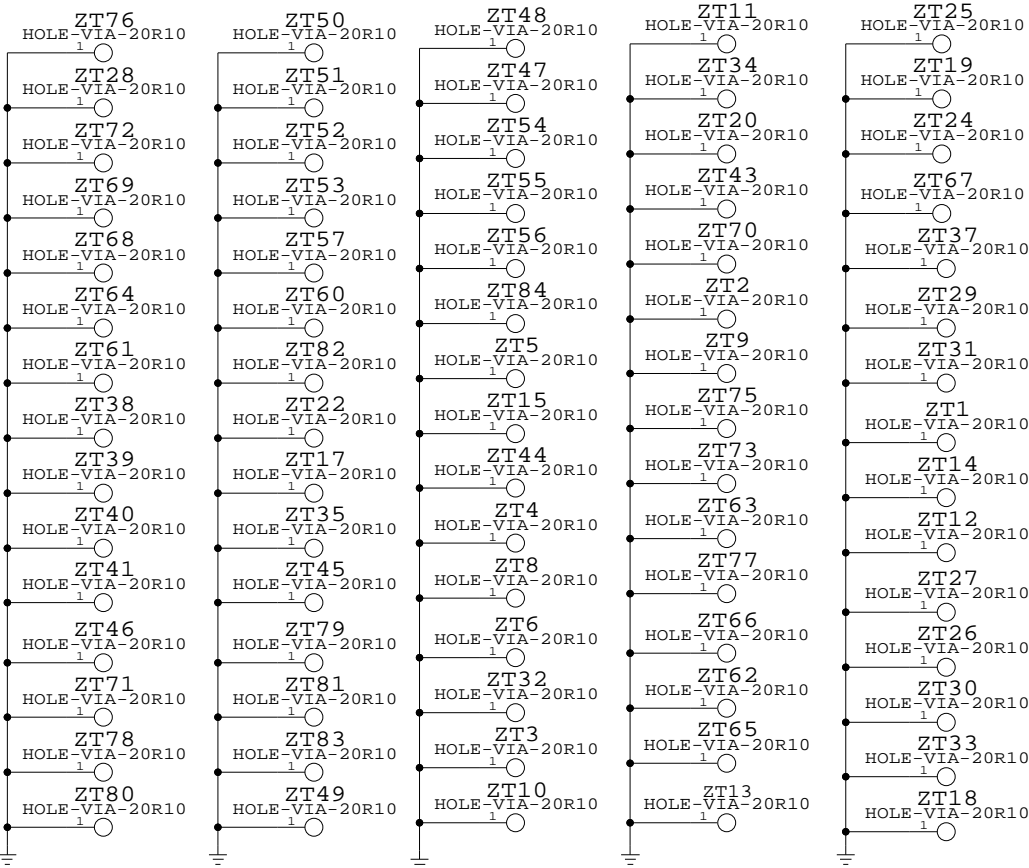 ZT76
HOLE-VIA-20R10
1
ZT28
HOLE-VIA-20R10
1
ZT72
HOLE-VIA-20R10
1
ZT69
HOLE-VIA-20R10
1
ZT68
HOLE-VIA-20R10
1
ZT64
HOLE-VIA-20R10
1
ZT61
HOLE-VIA-20R10
1
ZT38
HOLE-VIA-20R10
1
ZT39
HOLE-VIA-20R10
1
ZT40
HOLE-VIA-20R10
1
ZT41
HOLE-VIA-20R10
1
ZT46
HOLE-VIA-20R10
1
ZT71
HOLE-VIA-20R10
1
ZT78
HOLE-VIA-20R10
1
ZT80
HOLE-VIA-20R10
1
ZT50
HOLE-VIA-20R10
1
ZT51
HOLE-VIA-20R10
1
ZT52
HOLE-VIA-20R10
1
ZT53
HOLE-VIA-20R10
1
ZT57
HOLE-VIA-20R10
1
ZT60
HOLE-VIA-20R10
1
ZT82
HOLE-VIA-20R10
1
ZT22
HOLE-VIA-20R10
1
ZT17
HOLE-VIA-20R10
1
ZT35
HOLE-VIA-20R10
1
ZT45
HOLE-VIA-20R10
1
ZT79
HOLE-VIA-20R10
1
ZT81
HOLE-VIA-20R10
1
ZT83
HOLE-VIA-20R10
1
ZT49
HOLE-VIA-20R10
1
ZT48
HOLE-VIA-20R10
1
ZT47
HOLE-VIA-20R10
1
ZT54
HOLE-VIA-20R10
1
ZT55
HOLE-VIA-20R10
1
ZT56
HOLE-VIA-20R10
1
ZT84
HOLE-VIA-20R10
1
ZT5
HOLE-VIA-20R10
1
ZT15
HOLE-VIA-20R10
1
ZT44
HOLE-VIA-20R10
1
ZT4
HOLE-VIA-20R10
1
ZT8
HOLE-VIA-20R10
1
ZT6
HOLE-VIA-20R10
1
ZT32
HOLE-VIA-20R10
1
ZT3
HOLE-VIA-20R10
1
ZT10
HOLE-VIA-20R10
1
ZT11
HOLE-VIA-20R10
1
ZT34
HOLE-VIA-20R10
1
ZT20
HOLE-VIA-20R10
1
ZT43
HOLE-VIA-20R10
1
ZT70
HOLE-VIA-20R10
1
ZT2
HOLE-VIA-20R10
1
ZT9
HOLE-VIA-20R10
1
ZT75
HOLE-VIA-20R10
1
ZT73
HOLE-VIA-20R10
1
ZT63
HOLE-VIA-20R10
1
ZT77
HOLE-VIA-20R10
1
ZT66
HOLE-VIA-20R10
1
ZT62
HOLE-VIA-20R10
1
ZT65
HOLE-VIA-20R10
1
ZT13
HOLE-VIA-20R10
1
ZT25
HOLE-VIA-20R10
1
ZT19
HOLE-VIA-20R10
1
ZT24
HOLE-VIA-20R10
1
ZT67
HOLE-VIA-20R10
1
ZT37
HOLE-VIA-20R10
1
ZT29
HOLE-VIA-20R10
1
ZT31
HOLE-VIA-20R10
1
ZT1
HOLE-VIA-20R10
1
ZT14
HOLE-VIA-20R10
1
ZT12
HOLE-VIA-20R10
1
ZT27
HOLE-VIA-20R10
1
ZT26
HOLE-VIA-20R10
1
ZT30
HOLE-VIA-20R10
1
ZT33
HOLE-VIA-20R10
1
ZT18
HOLE-VIA-20R10
1